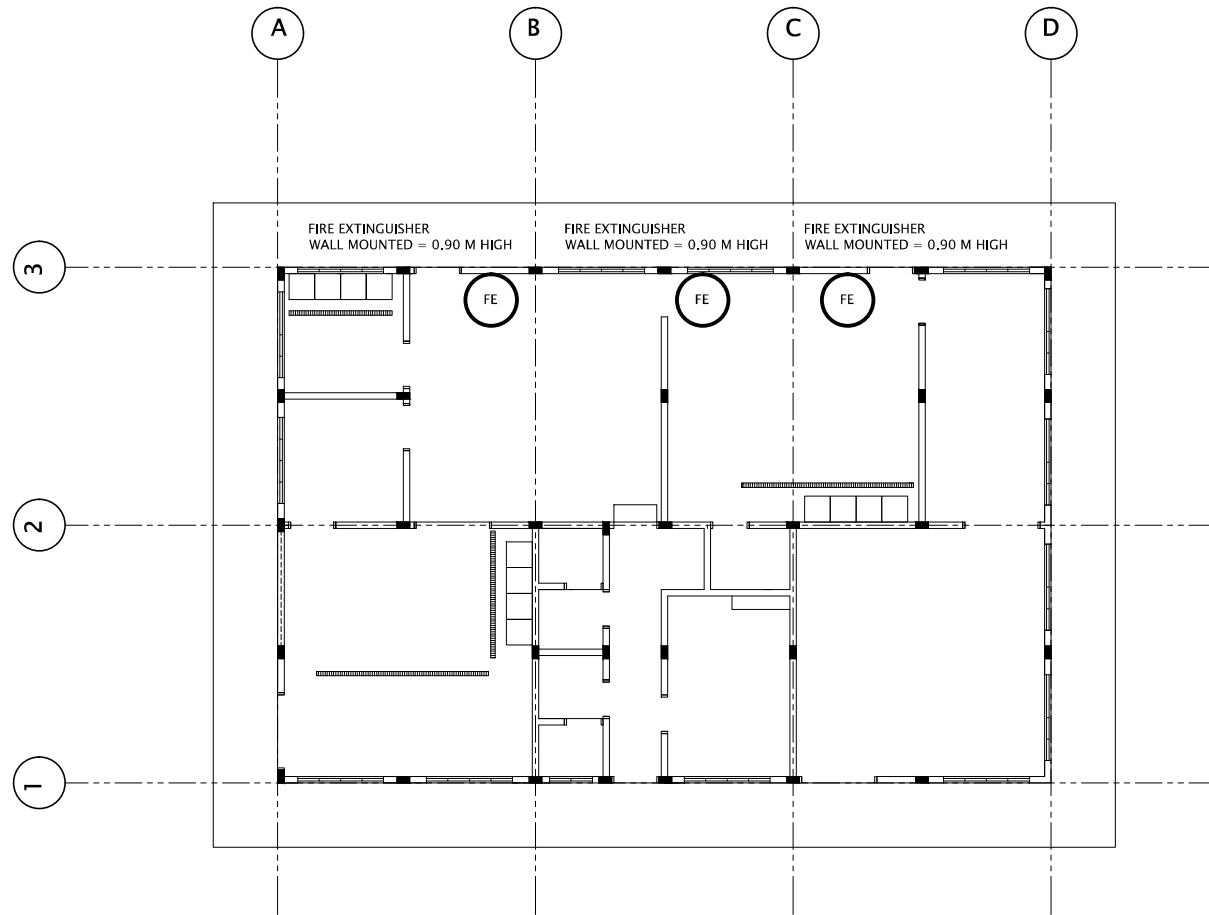 A B C D
FIRE EXTINGUISHER
WALL MOUNTED = 0.90 M HIGH
FIRE EXTINGUISHER
WALL MOUNTED = 0.90 M HIGH
FIRE EXTINGUISHER
WALL MOUNTED = 0.90 M HIGH
3
FE FE FE
2
1